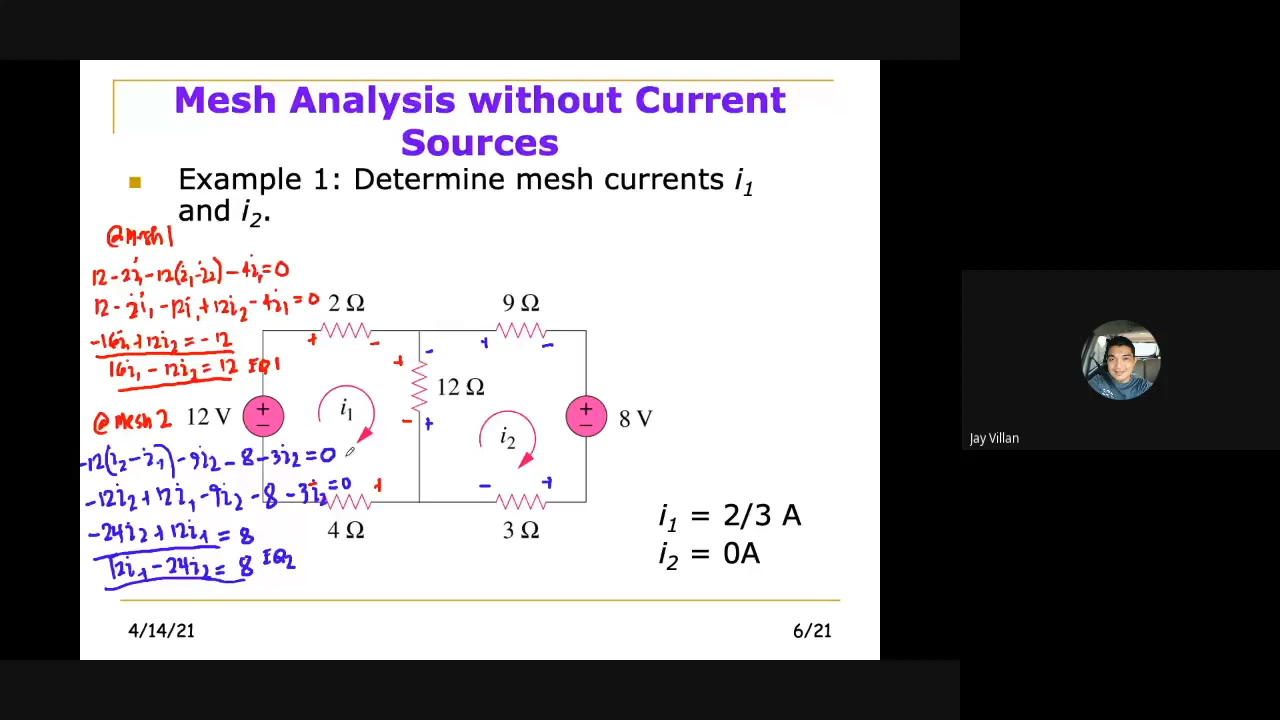 Mesh Analysis without Current
Sources
Example 1: Determine mesh currents i1
and i2.
@Mesh 1
12 - 2i1 - 12(i1 - i2) - 4i1 = 0
12 - 2i1 - 12i1 + 12i2 - 4i1 = 0
-16i1 + 12i2 = -12
16i1 - 12i2 = 12 EQ1
@Mesh 2
-12(i2 - i1) - 9i2 - 8 - 3i2 = 0
-12i2 + 12i1 - 9i2 - 8 - 3i2 = 0
-24i2 + 12i1 = 8
12i1 - 24i2 = 8 EQ2
2 Ω
9 Ω
+ - + -
+ -
12 Ω
- +
12 V
+
−
i1
i2
+
−
8 V
- + - +
4 Ω
3 Ω
i1 = 2/3 A
i2 = 0A
4/14/21
6/21
Jay Villan